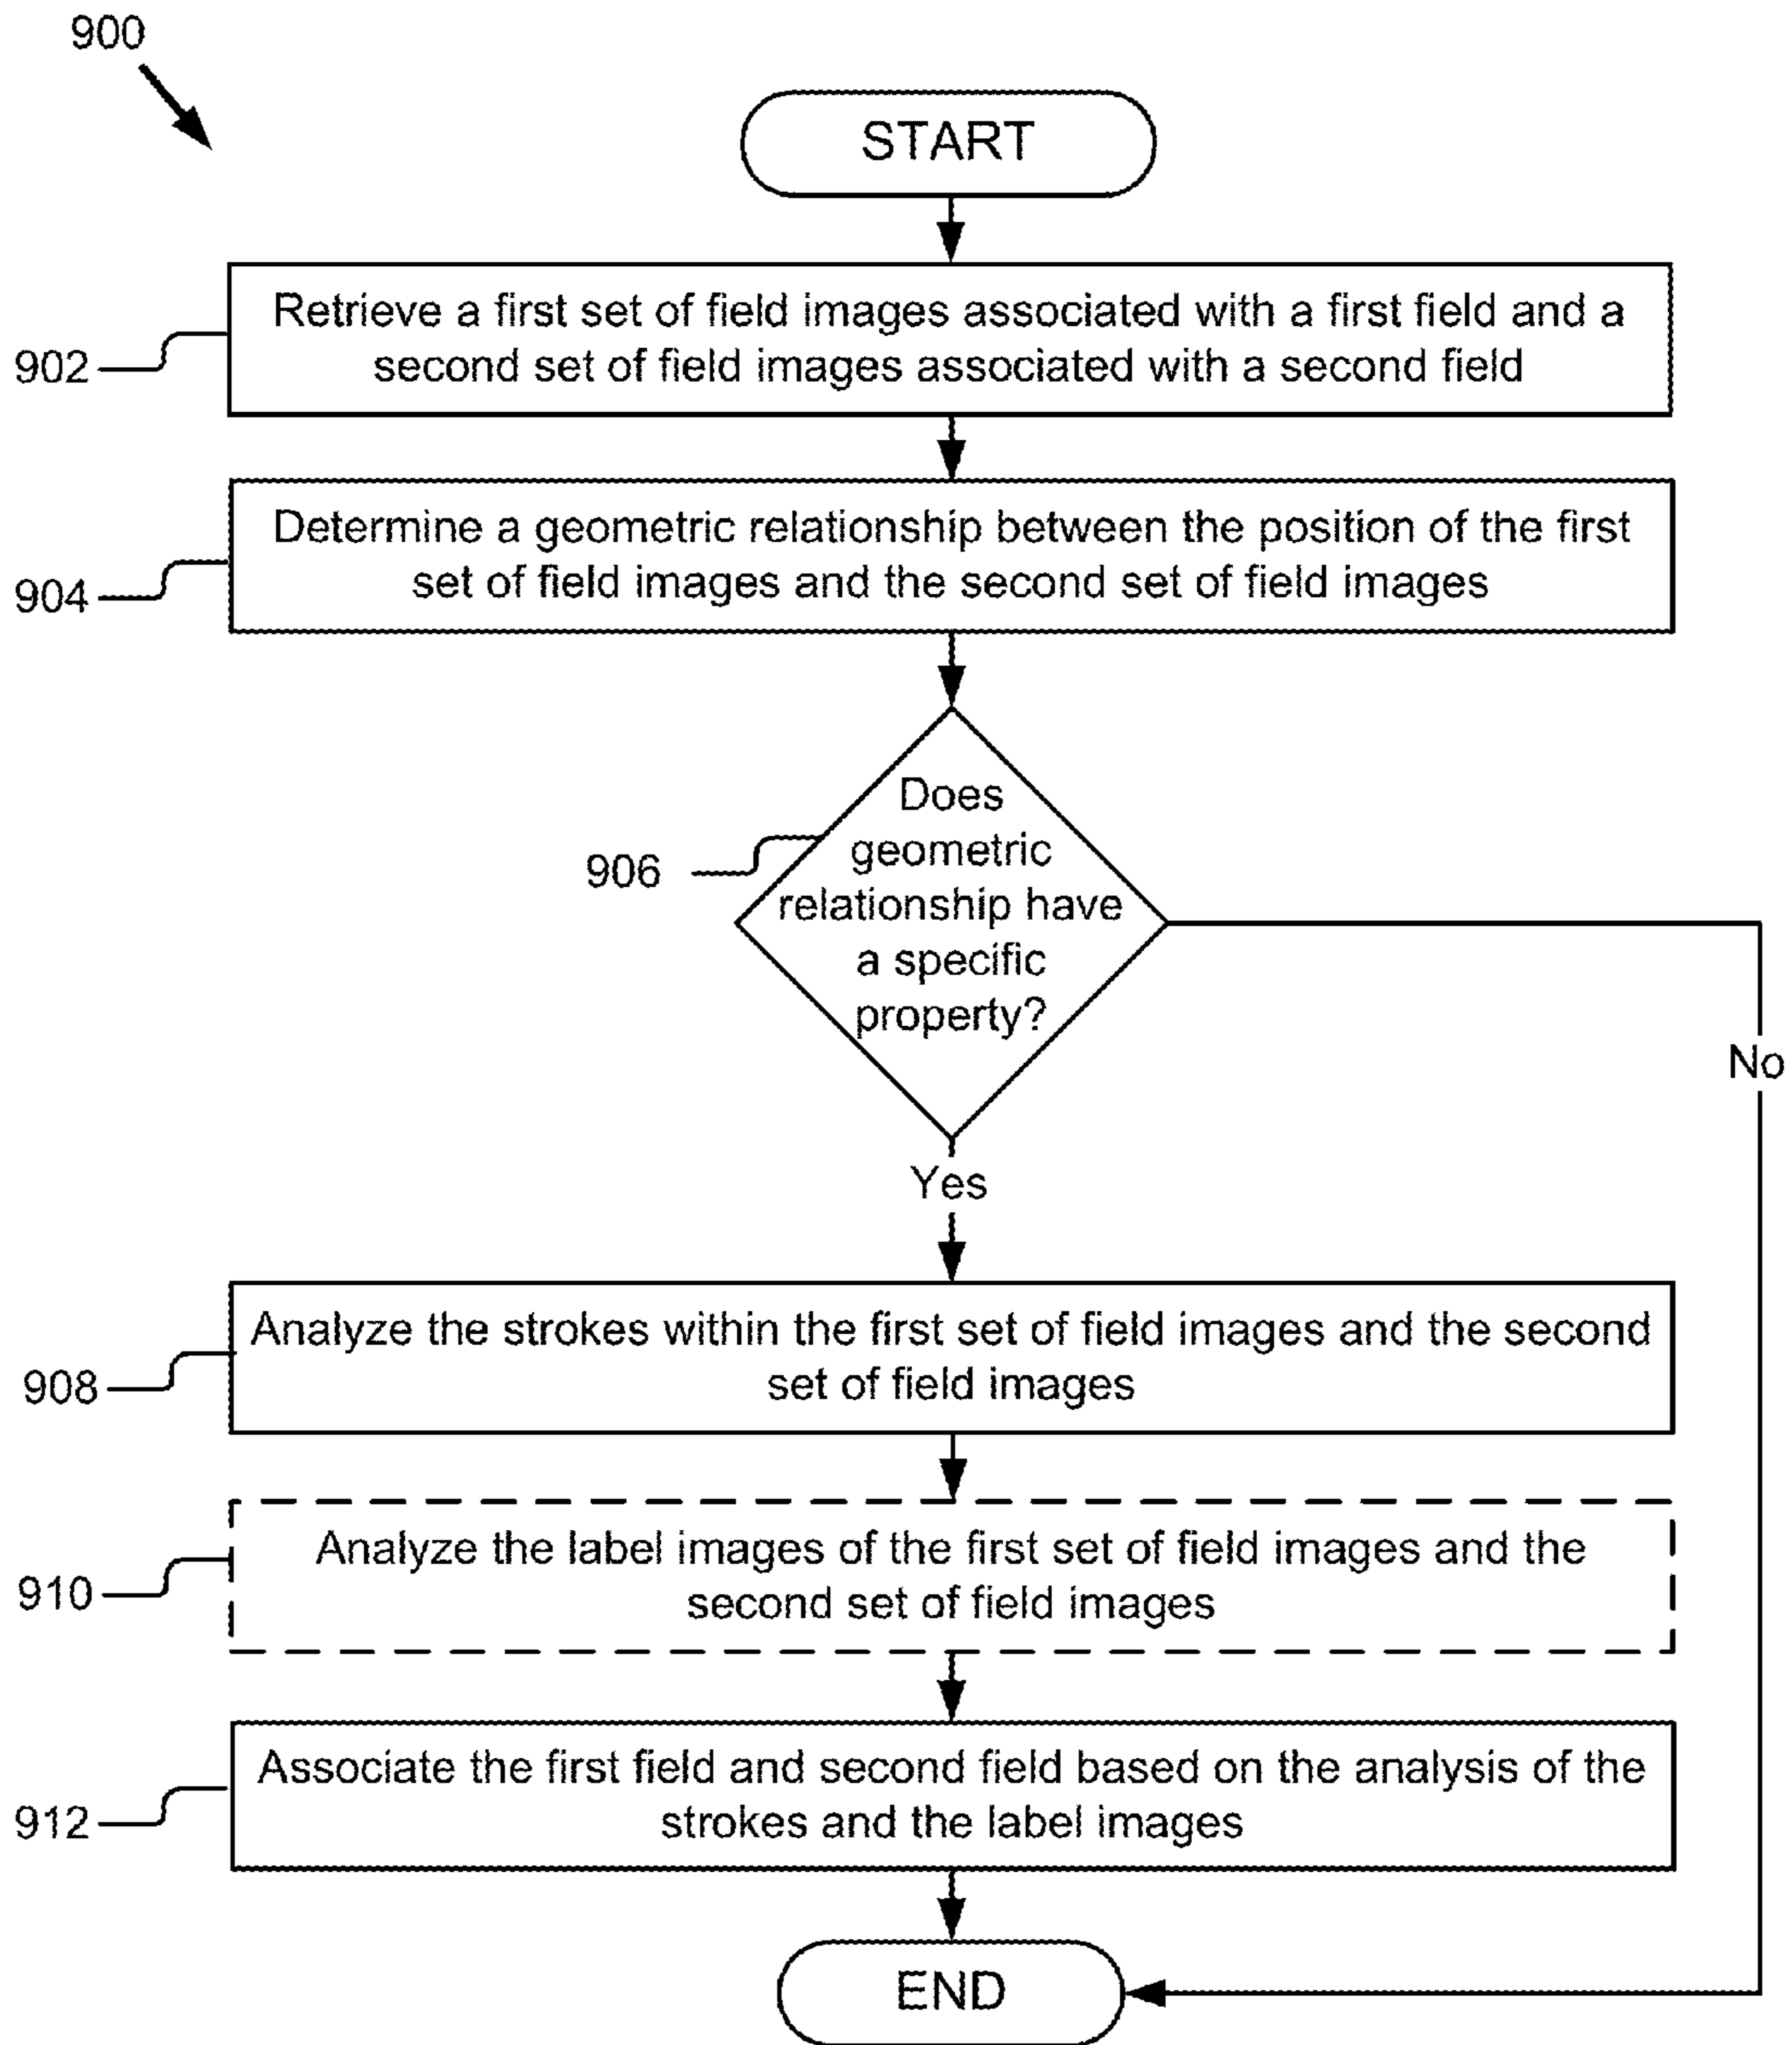 900
START
902
Retrieve a first set of field images associated with a first field and a
second set of field images associated with a second field
904
Determine a geometric relationship between the position of the first
set of field images and the second set of field images
906
Does
geometric
relationship have
a specific
property?
No
Yes
908
Analyze the strokes within the first set of field images and the second
set of field images
910
Analyze the label images of the first set of field images and the
second set of field images
912
Associate the first field and second field based on the analysis of the
strokes and the label images
END